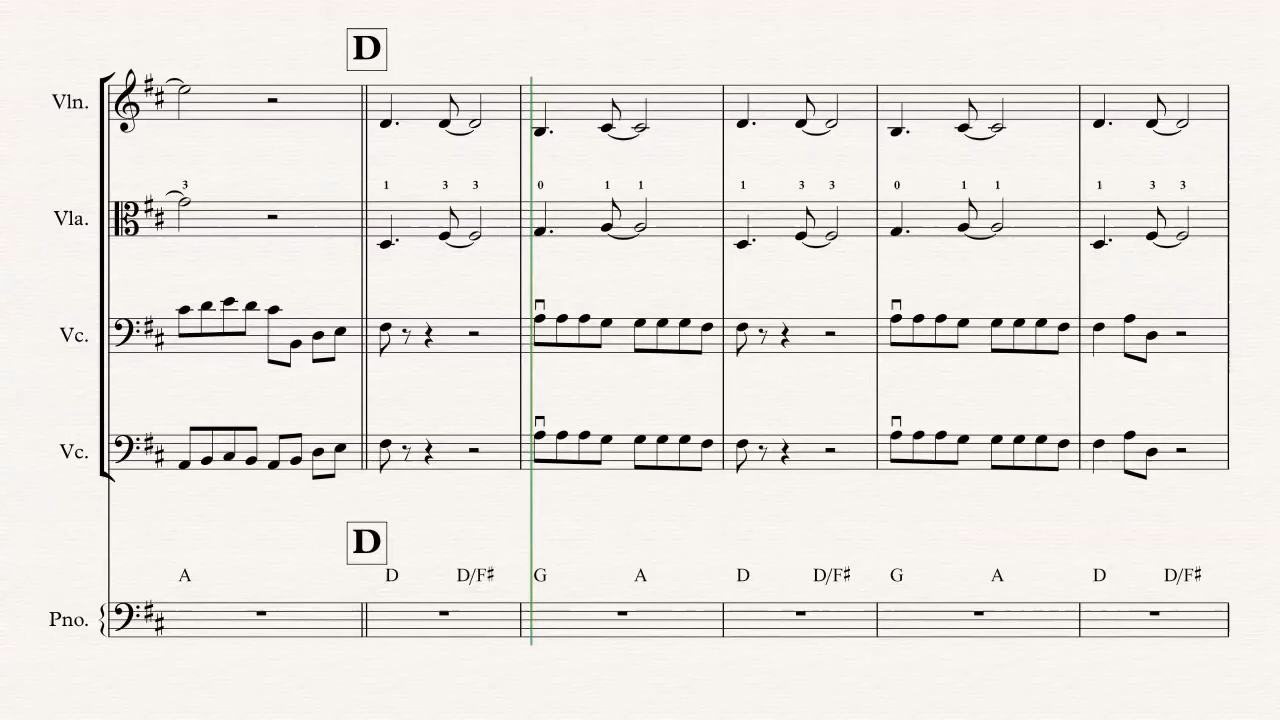 D
Vln.
3 1 3 3 0 1 1 1 3 3 0 1 1 1 3 3
Vla.
Vc.
Vc.
D
A D D/F♯ G A D D/F♯ G A D D/F♯
Pno.